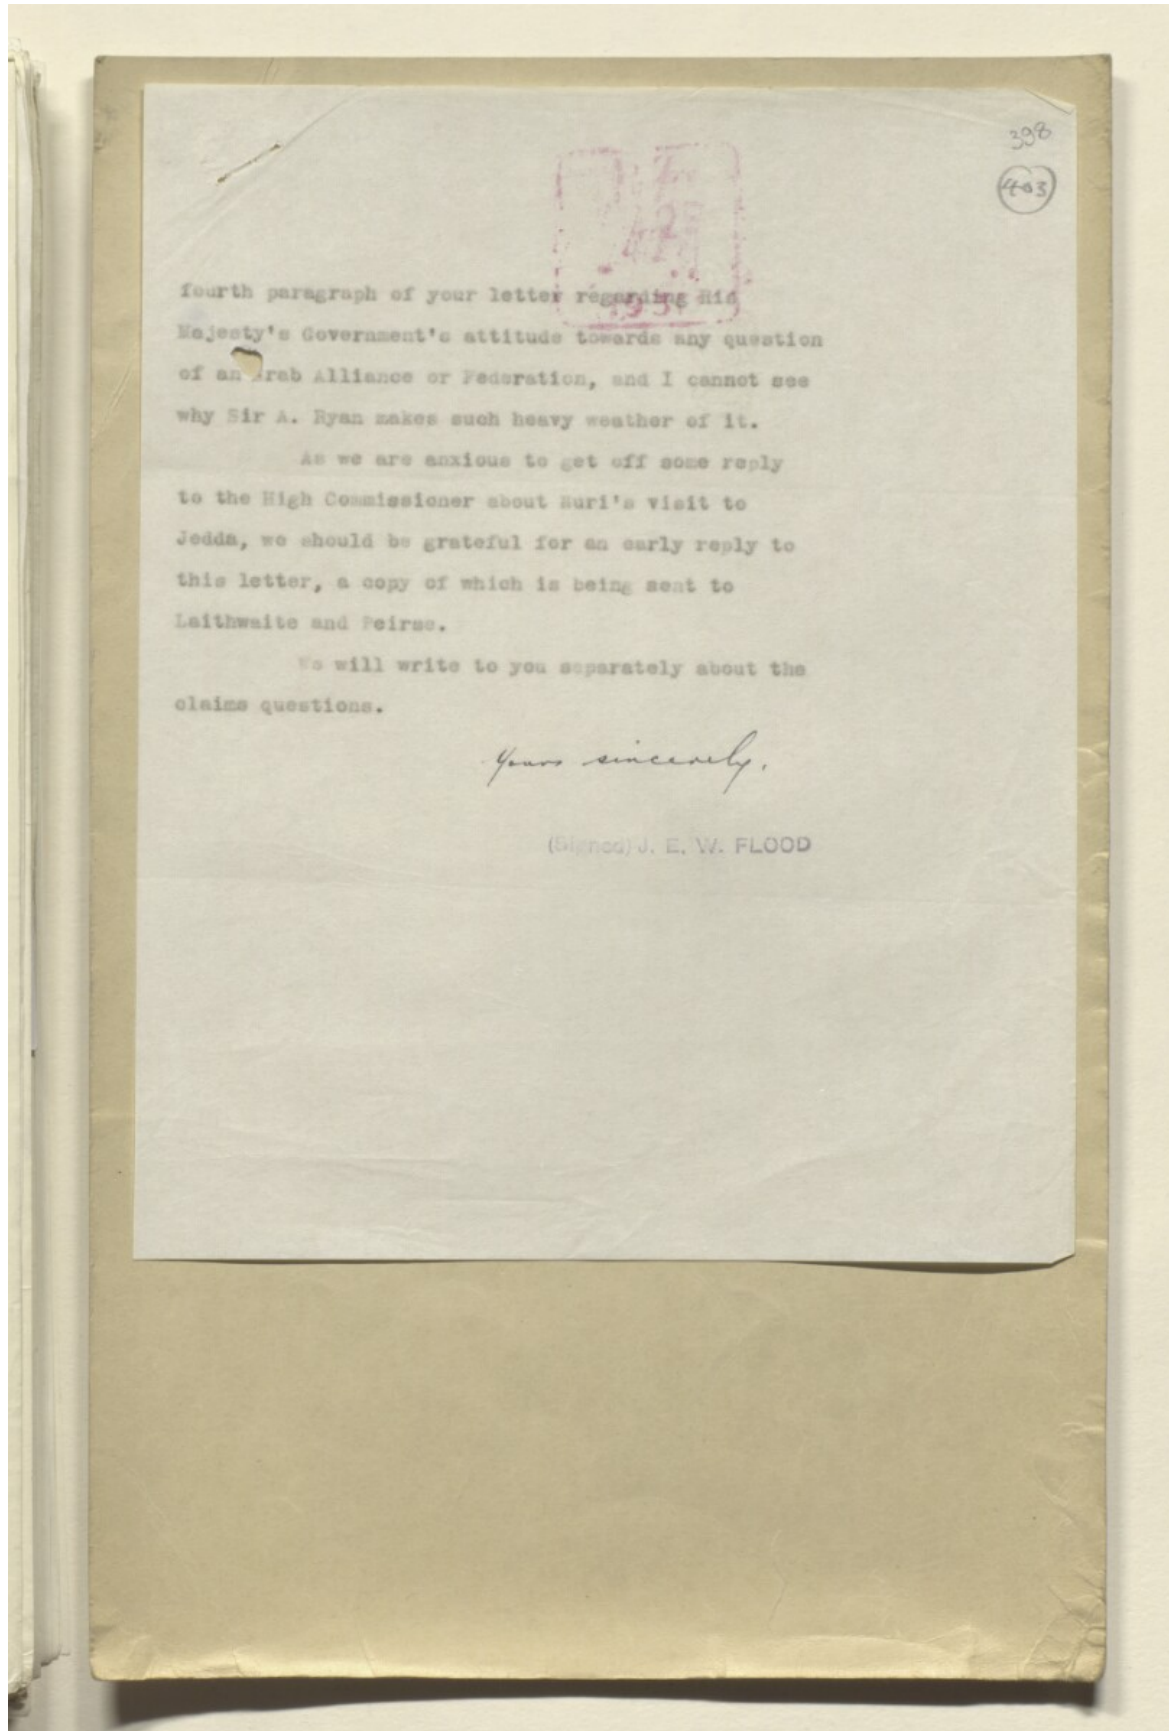 398
403
1931
fourth paragraph of your letter regarding His
Majesty's Government's attitude towards any question
of an rab Alliance or Federation, and I cannot see
why Sir A. Ryan makes such heavy weather of it.
As we are anxious to get off some reply
to the High Commissioner about Nuri's visit to
Jedda, we should be grateful for an early reply to
this letter, a copy of which is being sent to
Laithwaite and Peirse.
We will write to you separately about the
claims questions.
Yours sincerely.
(Signed) J. E. W. FLOOD